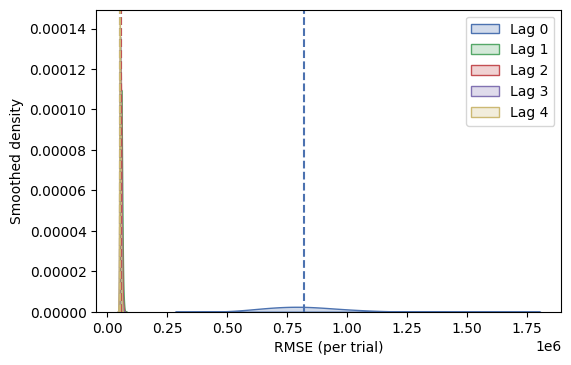 0.00014
0.00012
0.00010
0.00008
0.00006
0.00004
0.00002
0.00000
Smoothed density
Lag 0
Lag 1
Lag 2
Lag 3
Lag 4
0.00 0.25 0.50 0.75 1.00 1.25 1.50 1.75
1e6
RMSE (per trial)